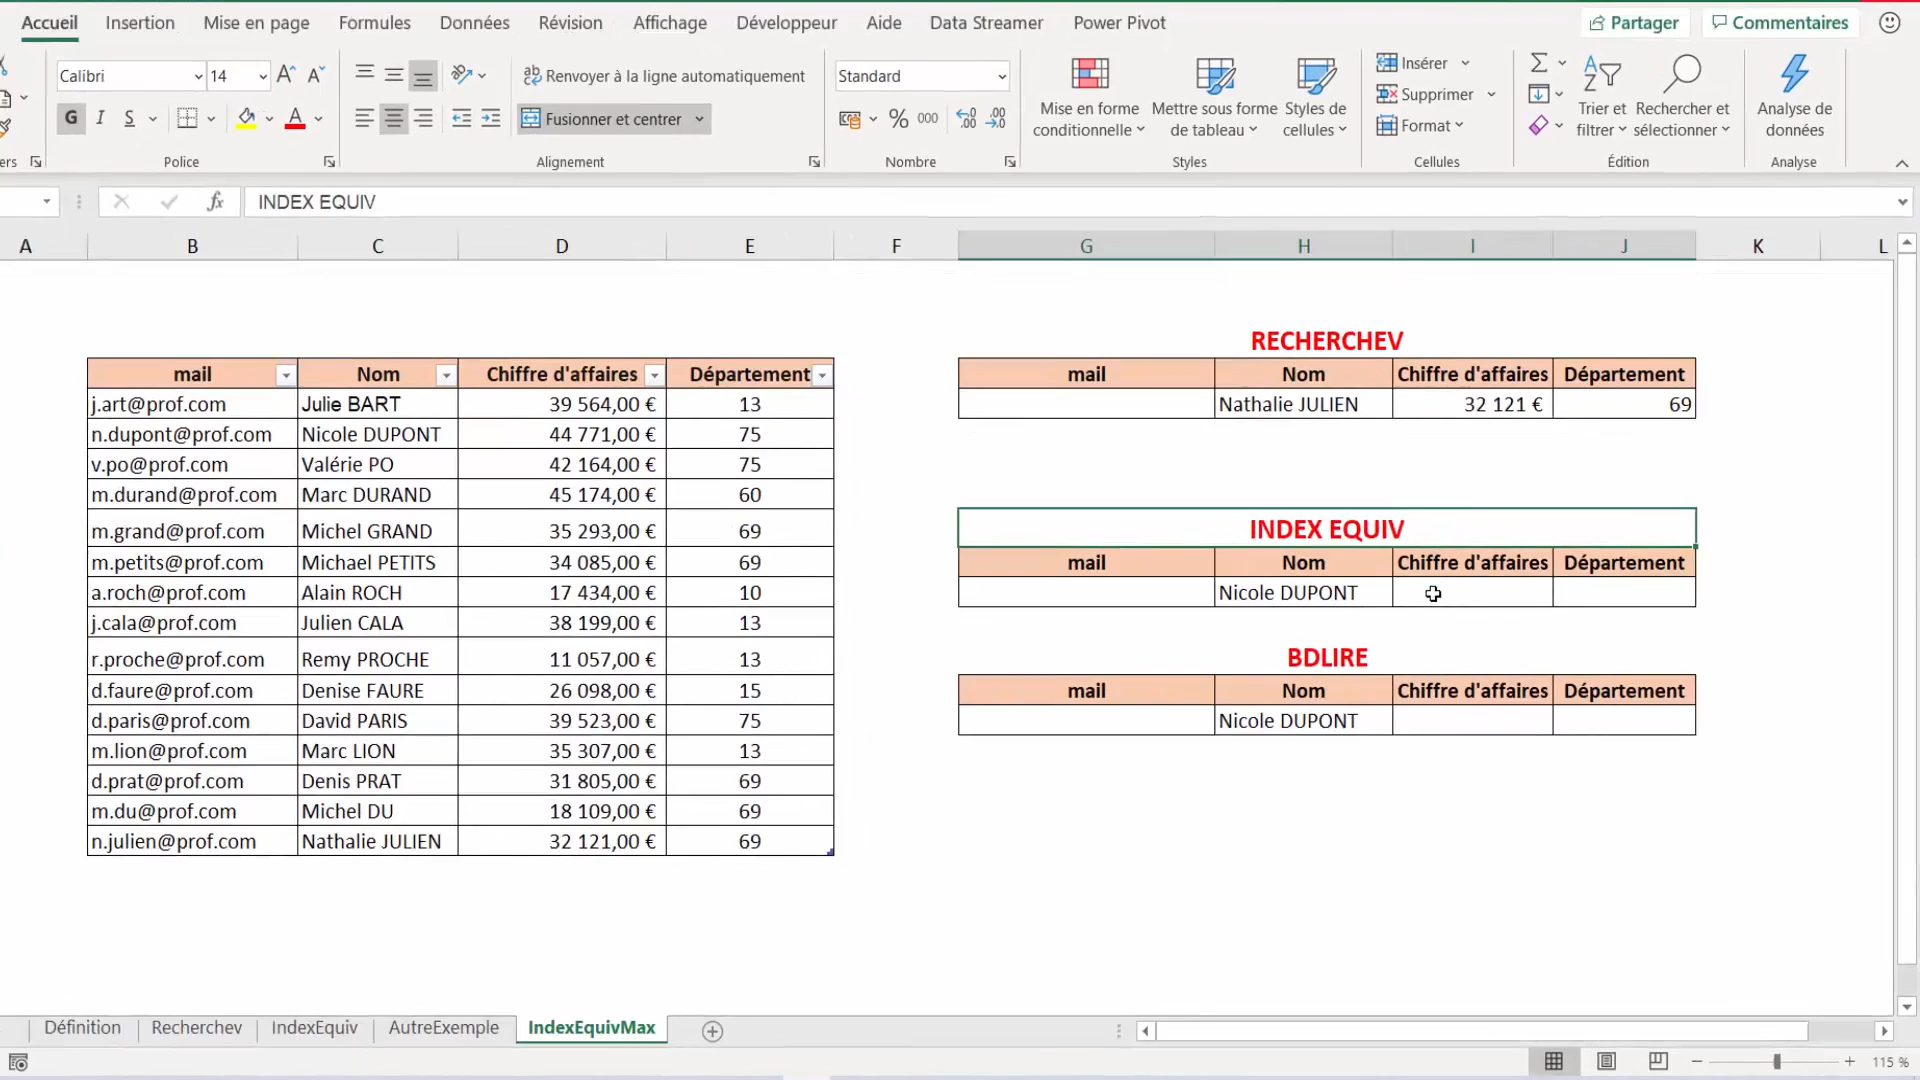 Accueil Insertion Mise en page Formules Données Révision Affichage Développeur Aide Data Streamer Power Pivot Partager Commentaires
Calibri 14 Renvoyer à la ligne automatiquement Standard
G I S A Fusionner et centrer % 000
Mise en forme conditionnelle
Mettre sous forme de tableau
Styles de cellules
Insérer
Supprimer
Format
Trier et filtrer
Rechercher et sélectionner
Analyse de données
ers Police Alignement Nombre Styles Cellules Édition Analyse
fx INDEX EQUIV
A B C D E F G H I J K L
RECHERCHEV
mail Nom Chiffre d'affaires Département
Nathalie JULIEN 32 121 € 69
INDEX EQUIV
mail Nom Chiffre d'affaires Département
Nicole DUPONT
BDLIRE
mail Nom Chiffre d'affaires Département
Nicole DUPONT
mail Nom Chiffre d'affaires Département
j.art@prof.com Julie BART 39 564,00 € 13
n.dupont@prof.com Nicole DUPONT 44 771,00 € 75
v.po@prof.com Valérie PO 42 164,00 € 75
m.durand@prof.com Marc DURAND 45 174,00 € 60
m.grand@prof.com Michel GRAND 35 293,00 € 69
m.petits@prof.com Michael PETITS 34 085,00 € 69
a.roch@prof.com Alain ROCH 17 434,00 € 10
j.cala@prof.com Julien CALA 38 199,00 € 13
r.proche@prof.com Remy PROCHE 11 057,00 € 13
d.faure@prof.com Denise FAURE 26 098,00 € 15
d.paris@prof.com David PARIS 39 523,00 € 75
m.lion@prof.com Marc LION 35 307,00 € 13
d.prat@prof.com Denis PRAT 31 805,00 € 69
m.du@prof.com Michel DU 18 109,00 € 69
n.julien@prof.com Nathalie JULIEN 32 121,00 € 69
Définition Recherchev IndexEquiv AutreExemple IndexEquivMax
115 %